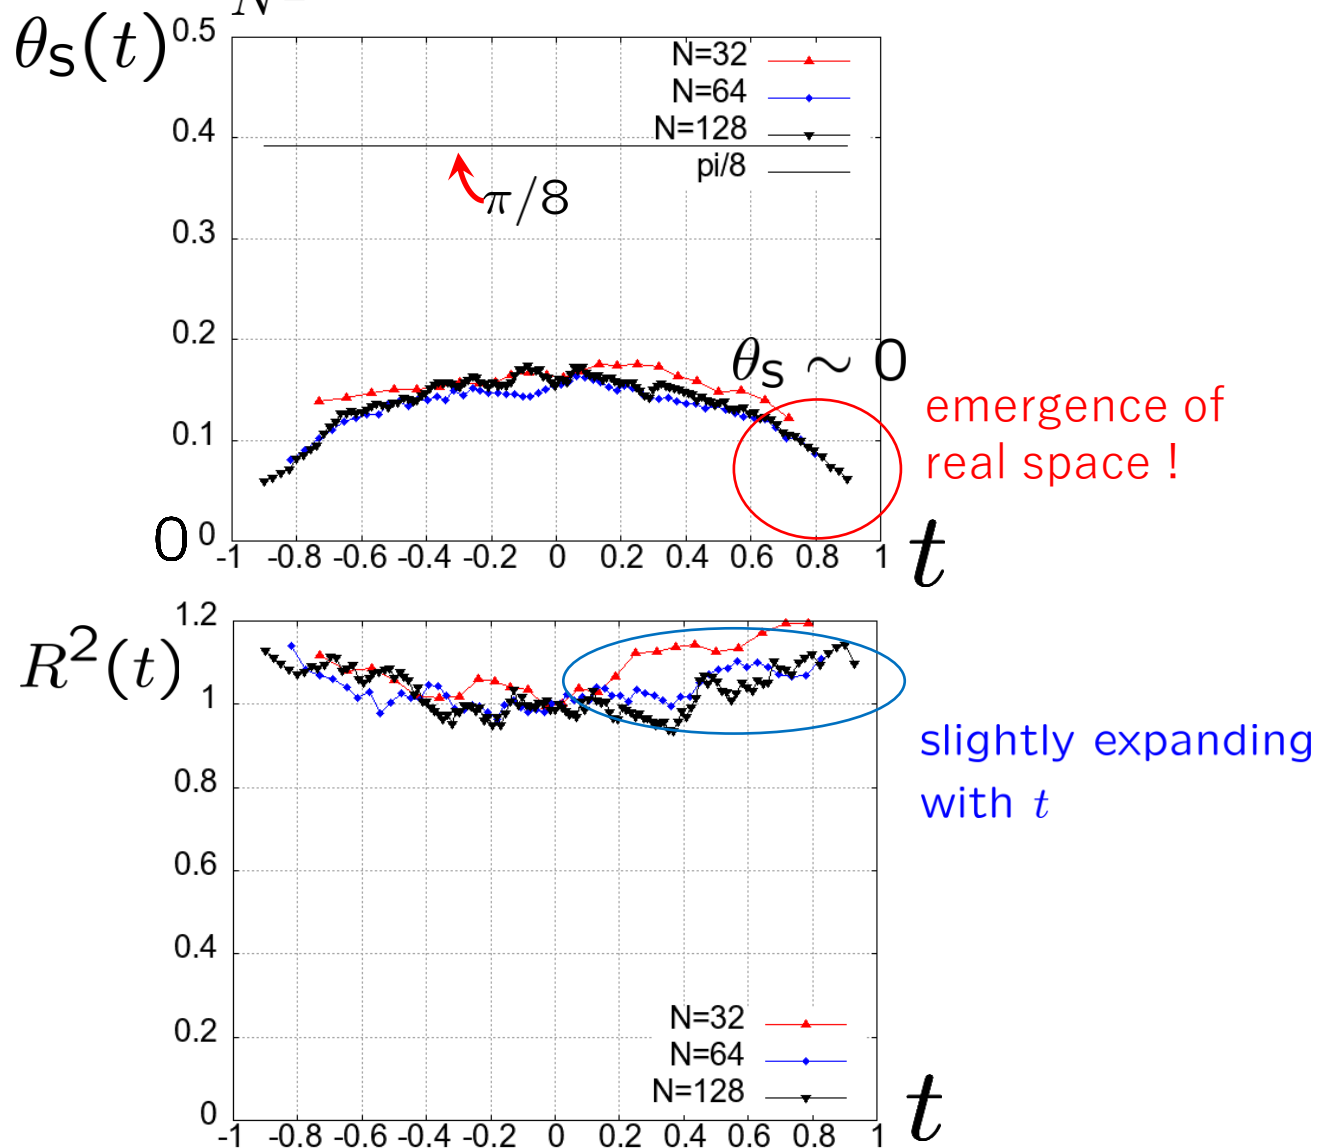 N
θ_S(t)
0.5
0.4
0.3
0.2
0.1
0
0
N=32
N=64
N=128
pi/8
π/8
θ_S ∼ 0
emergence of
real space !
-1 -0.8 -0.6 -0.4 -0.2 0 0.2 0.4 0.6 0.8 1
t
R²(t)
1.2
1
0.8
0.6
0.4
0.2
0
slightly expanding
with t
N=32
N=64
N=128
-1 -0.8 -0.6 -0.4 -0.2 0 0.2 0.4 0.6 0.8 1
t